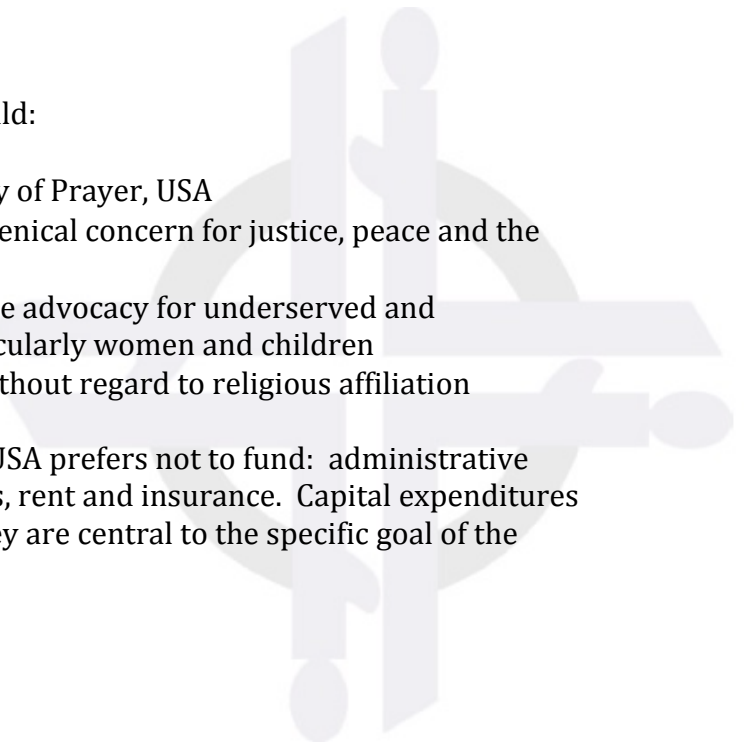 ld:
y of Prayer, USA
enical concern for justice, peace and the
e advocacy for underserved and
cularly women and children
thout regard to religious affiliation
USA prefers not to fund:  administrative
s, rent and insurance.  Capital expenditures
ey are central to the specific goal of the